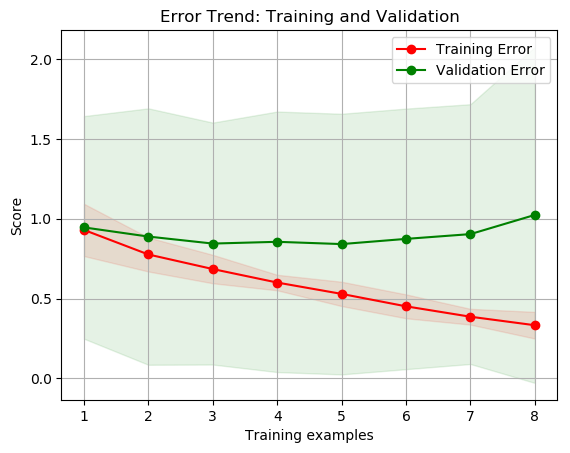 Error Trend: Training and Validation
Training Error
Validation Error
2.0
1.5
1.0
0.5
0.0
Score
1 2 3 4 5 6 7 8
Training examples